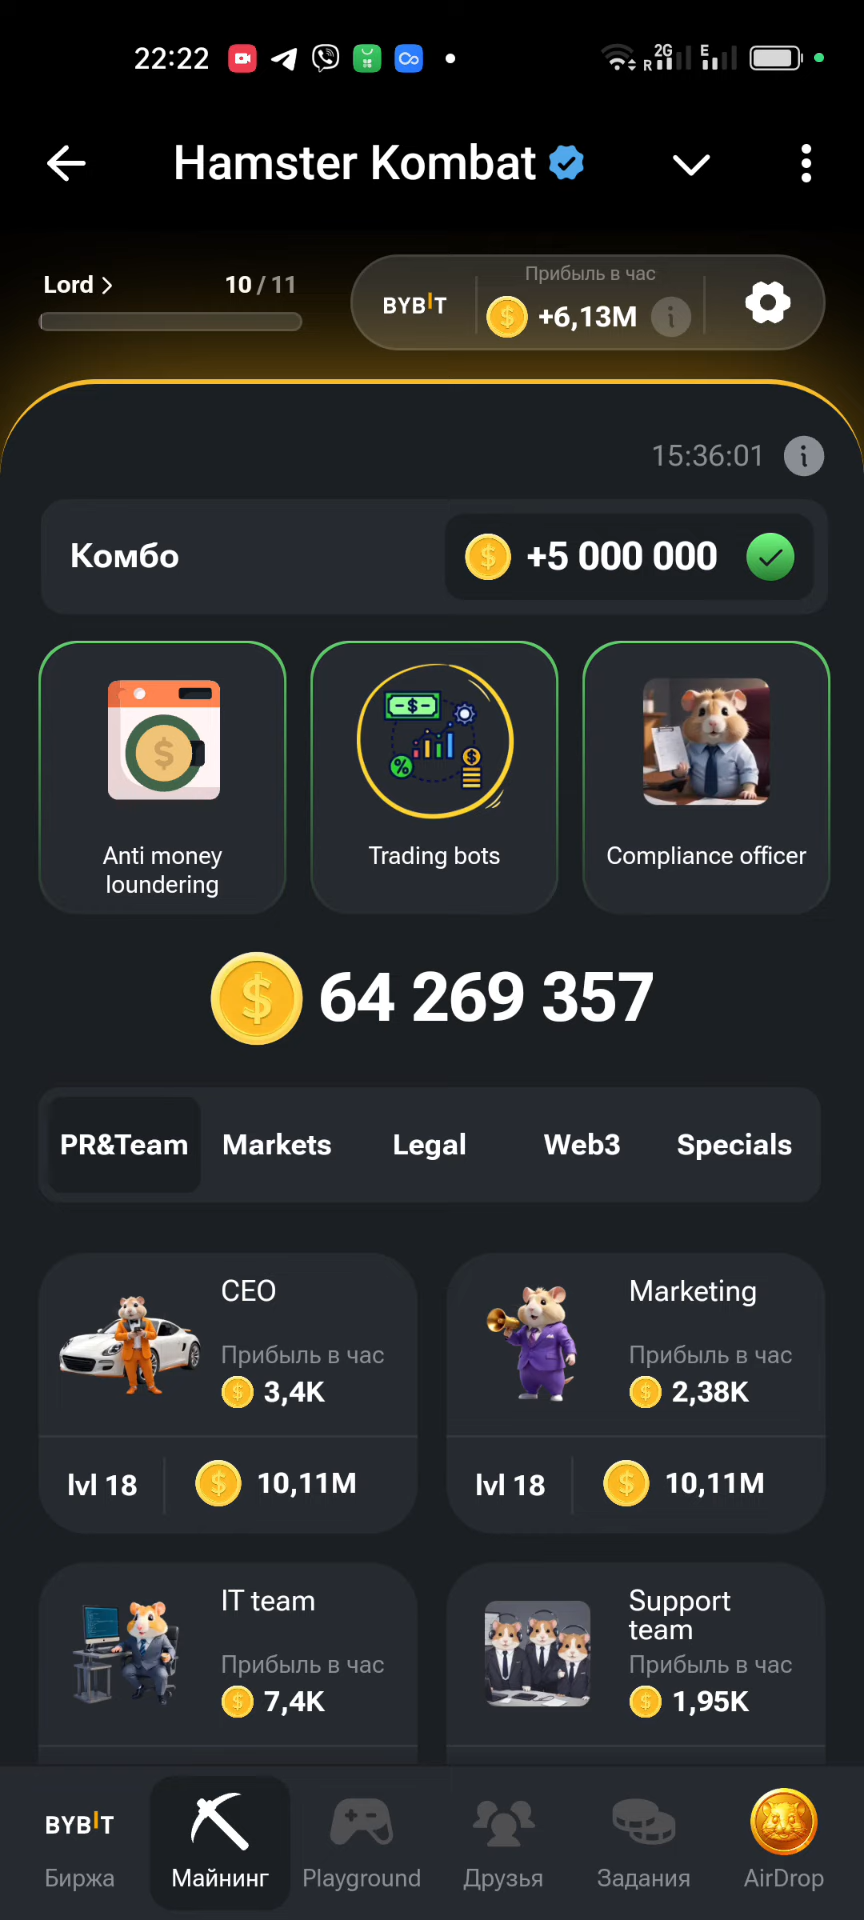 22:22
2G
R
E
Hamster Kombat
Lord
10 / 11
BYBIT
Прибыль в час
+6,13M
15:36:01
Комбо
+5 000 000
Anti money
loundering
Trading bots
Compliance officer
64 269 357
PR&Team
Markets
Legal
Web3
Specials
CEO
Прибыль в час
3,4K
lvl 18
10,11M
Marketing
Прибыль в час
2,38K
lvl 18
10,11M
IT team
Прибыль в час
7,4K
Support
team
Прибыль в час
1,95K
BYBIT
Биржа
Майнинг
Playground
Друзья
Задания
AirDrop